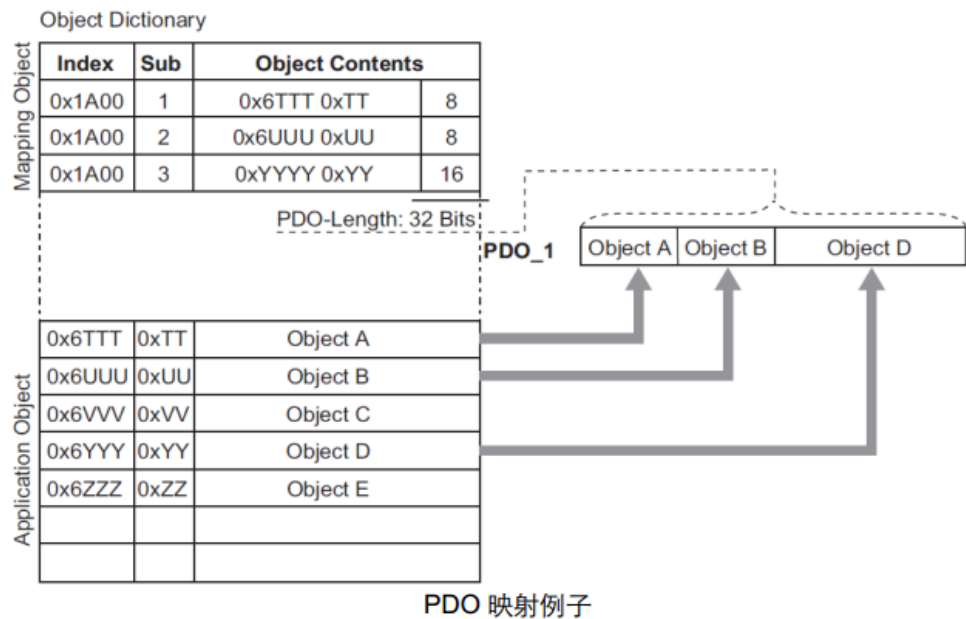 Object Dictionary
Mapping Object
Index Sub Object Contents
0x1A00 1 0x6TTT 0xTT 8
0x1A00 2 0x6UUU 0xUU 8
0x1A00 3 0xYYYY 0xYY 16
PDO-Length: 32 Bits
PDO_1 Object A Object B Object D
Application Object
0x6TTT 0xTT Object A
0x6UUU 0xUU Object B
0x6VVV 0xVV Object C
0x6YYY 0xYY Object D
0x6ZZZ 0xZZ Object E
PDO 映射例子